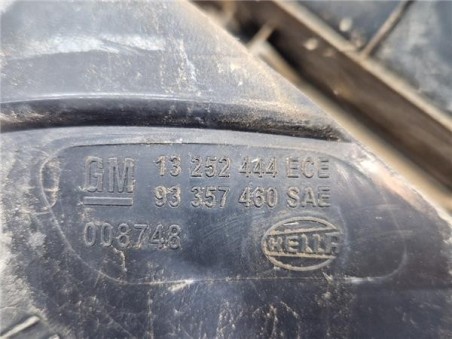 GM 13 252 444 ECE
93 357 460 SAE
008748 HELLA